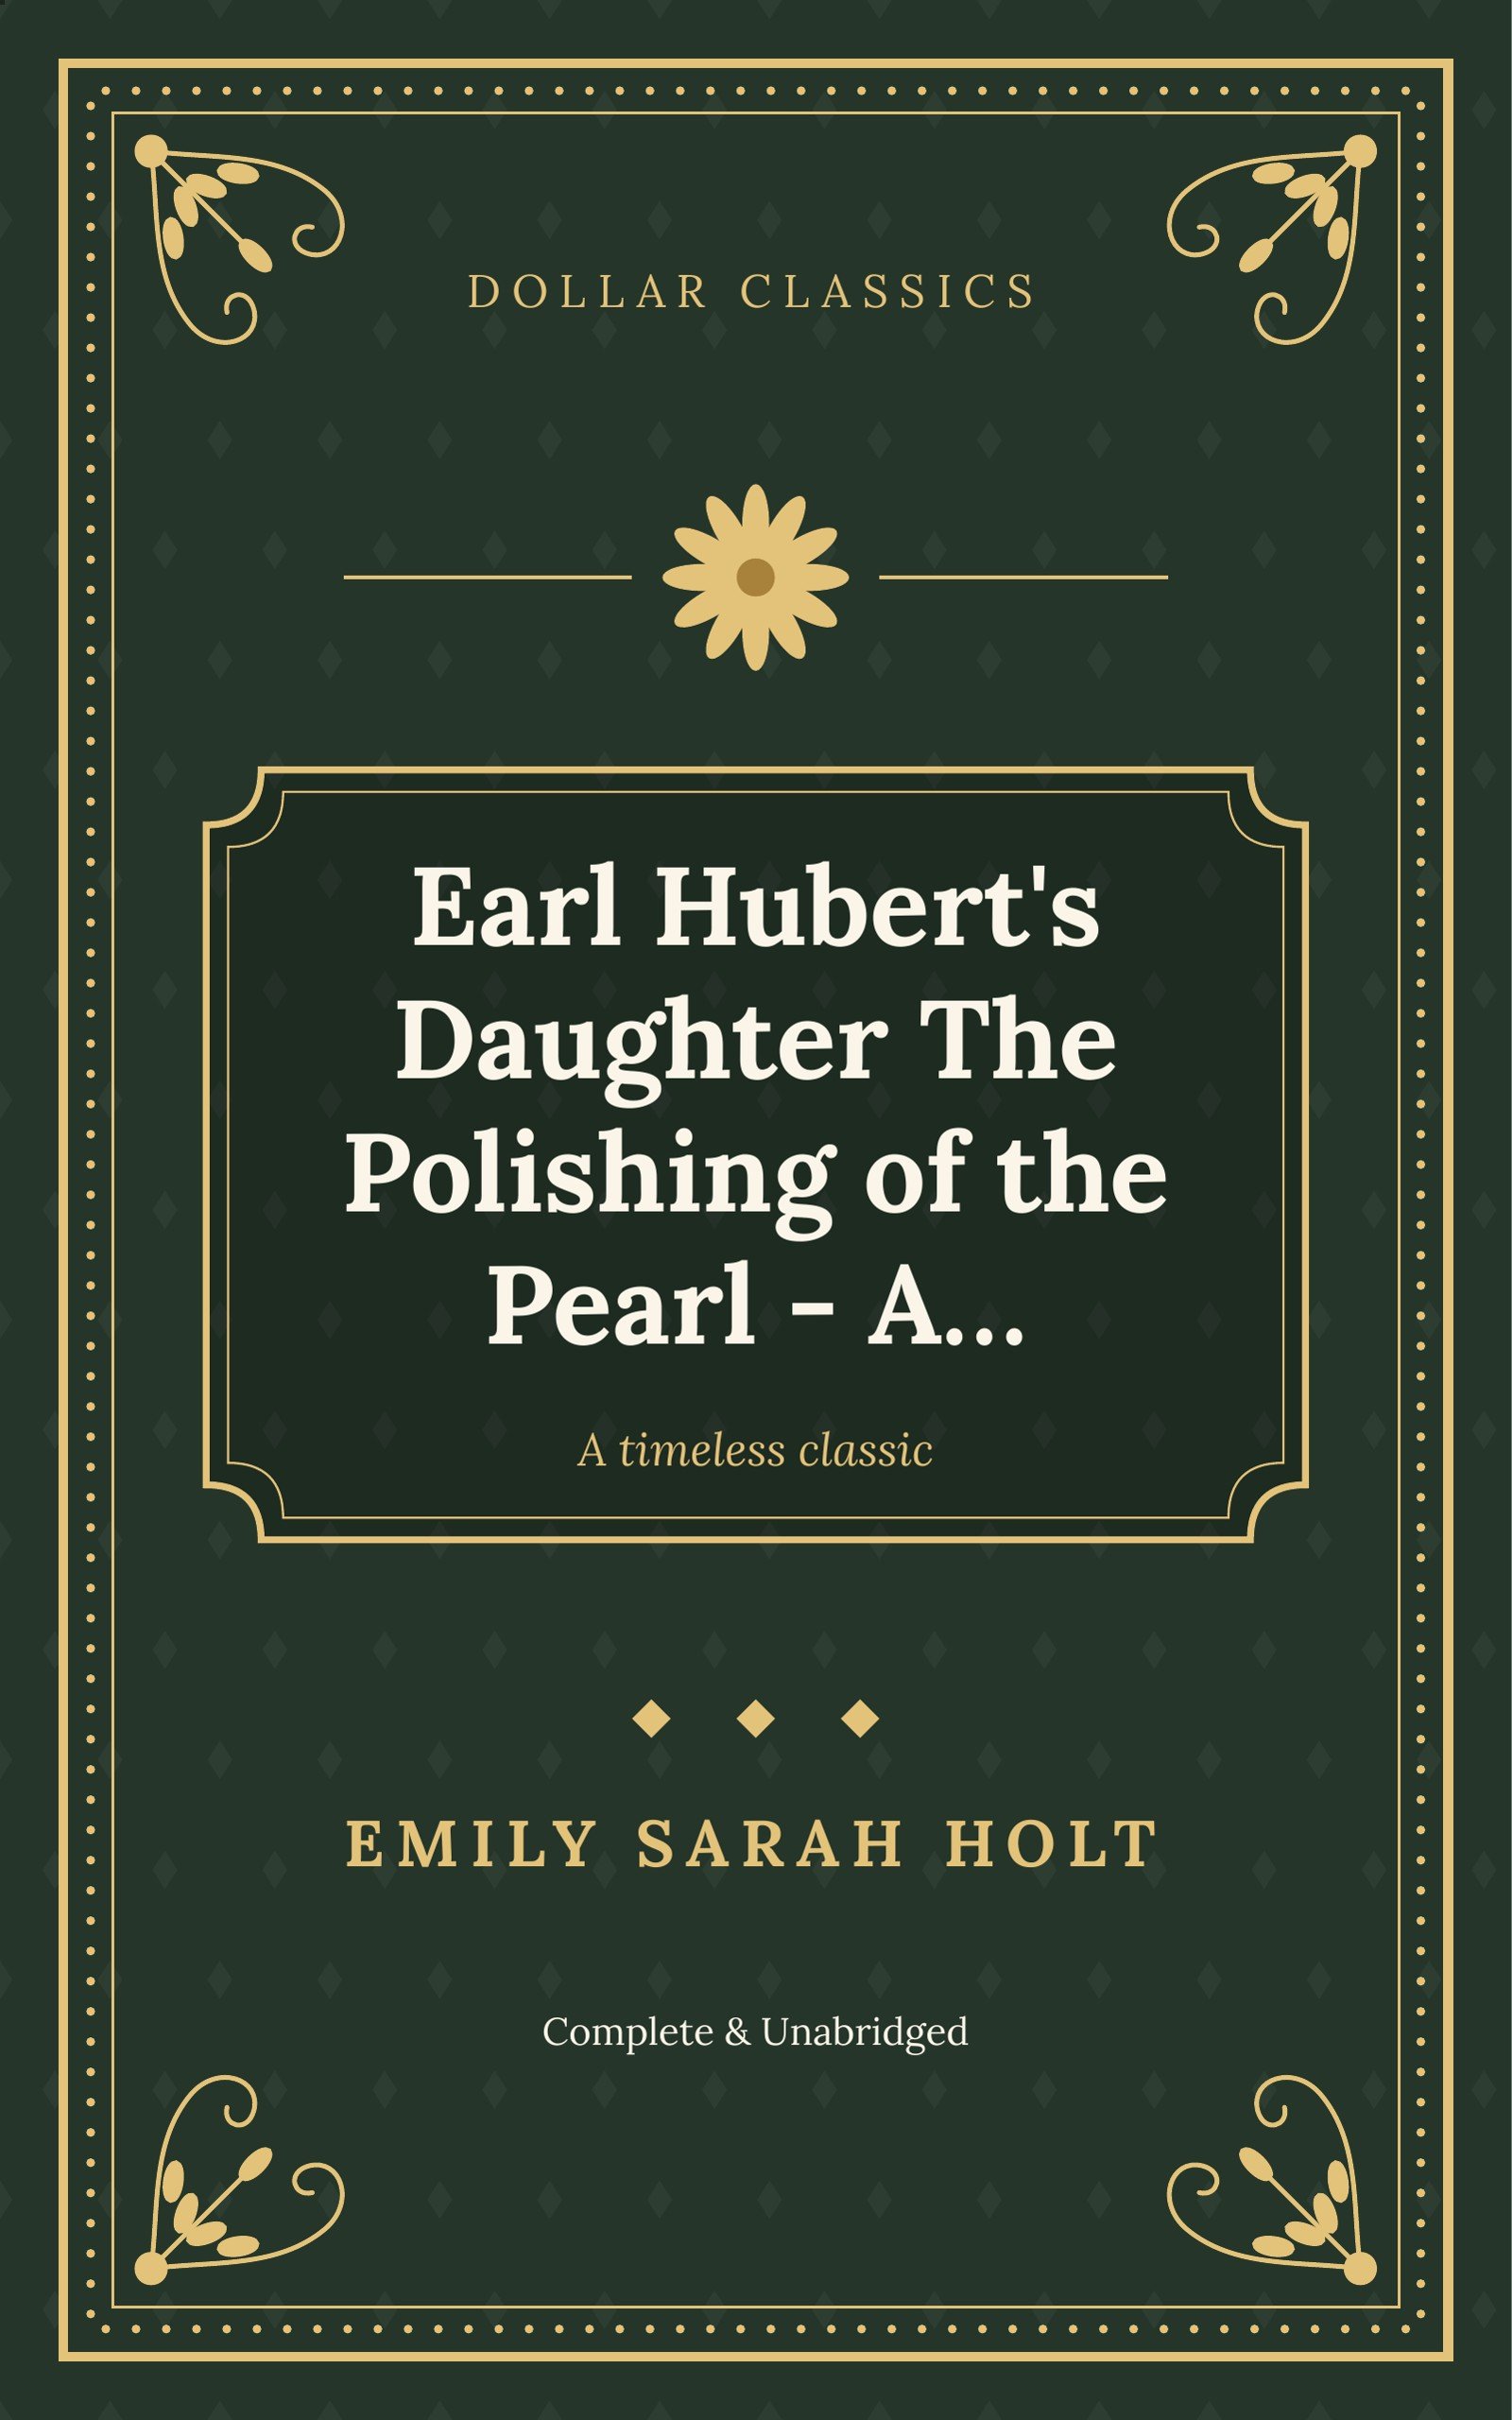 DOLLAR CLASSICS
Earl Hubert's
Daughter The
Polishing of the
Pearl - A...
A timeless classic
EMILY SARAH HOLT
Complete & Unabridged